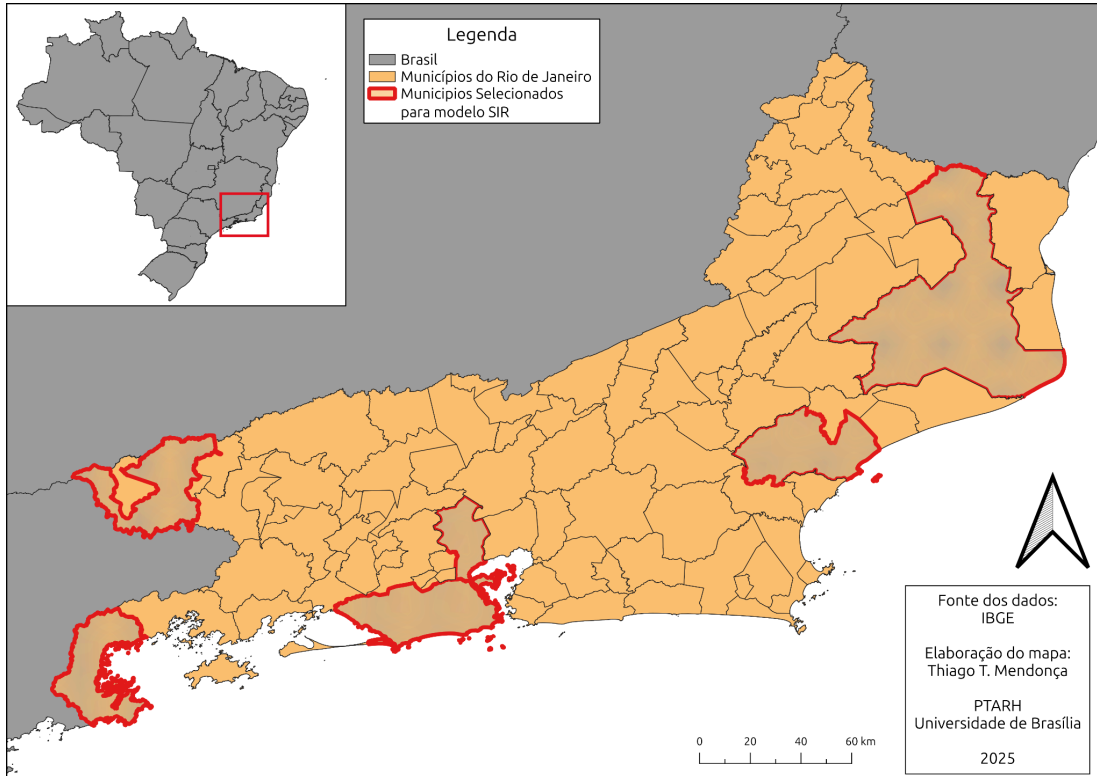 Legenda
Brasil
Municípios do Rio de Janeiro
Municípios Selecionados
para modelo SIR
Fonte dos dados:
IBGE
Elaboração do mapa:
Thiago T. Mendonça
PTARH
Universidade de Brasília
2025
0 20 40 60 km